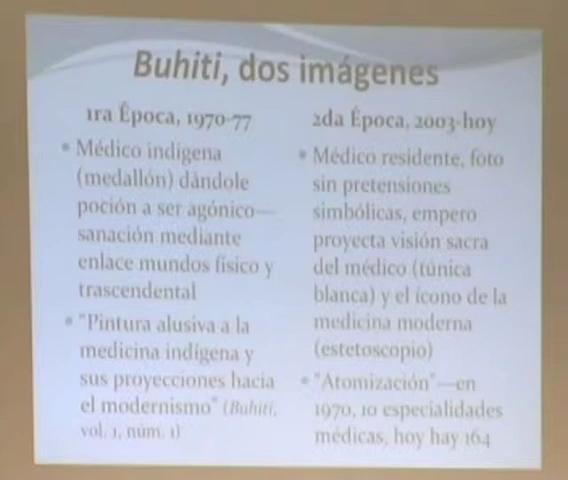 Buhiti, dos imágenes
1ra Época, 1970-77
• Médico indígena
(medallón) dándole
poción a ser agónico—
sanación mediante
enlace mundos físico y
trascendental
• "Pintura alusiva a la
medicina indígena y
sus proyecciones hacia
el modernismo" (Buhiti,
vol. 1, núm. 1)
2da Época, 2003-hoy
• Médico residente, foto
sin pretensiones
simbólicas, empero
proyecta visión sacra
del médico (túnica
blanca) y el ícono de la
medicina moderna
(estetoscopio)
• "Atomización"—en
1970, 10 especialidades
médicas, hoy hay 164